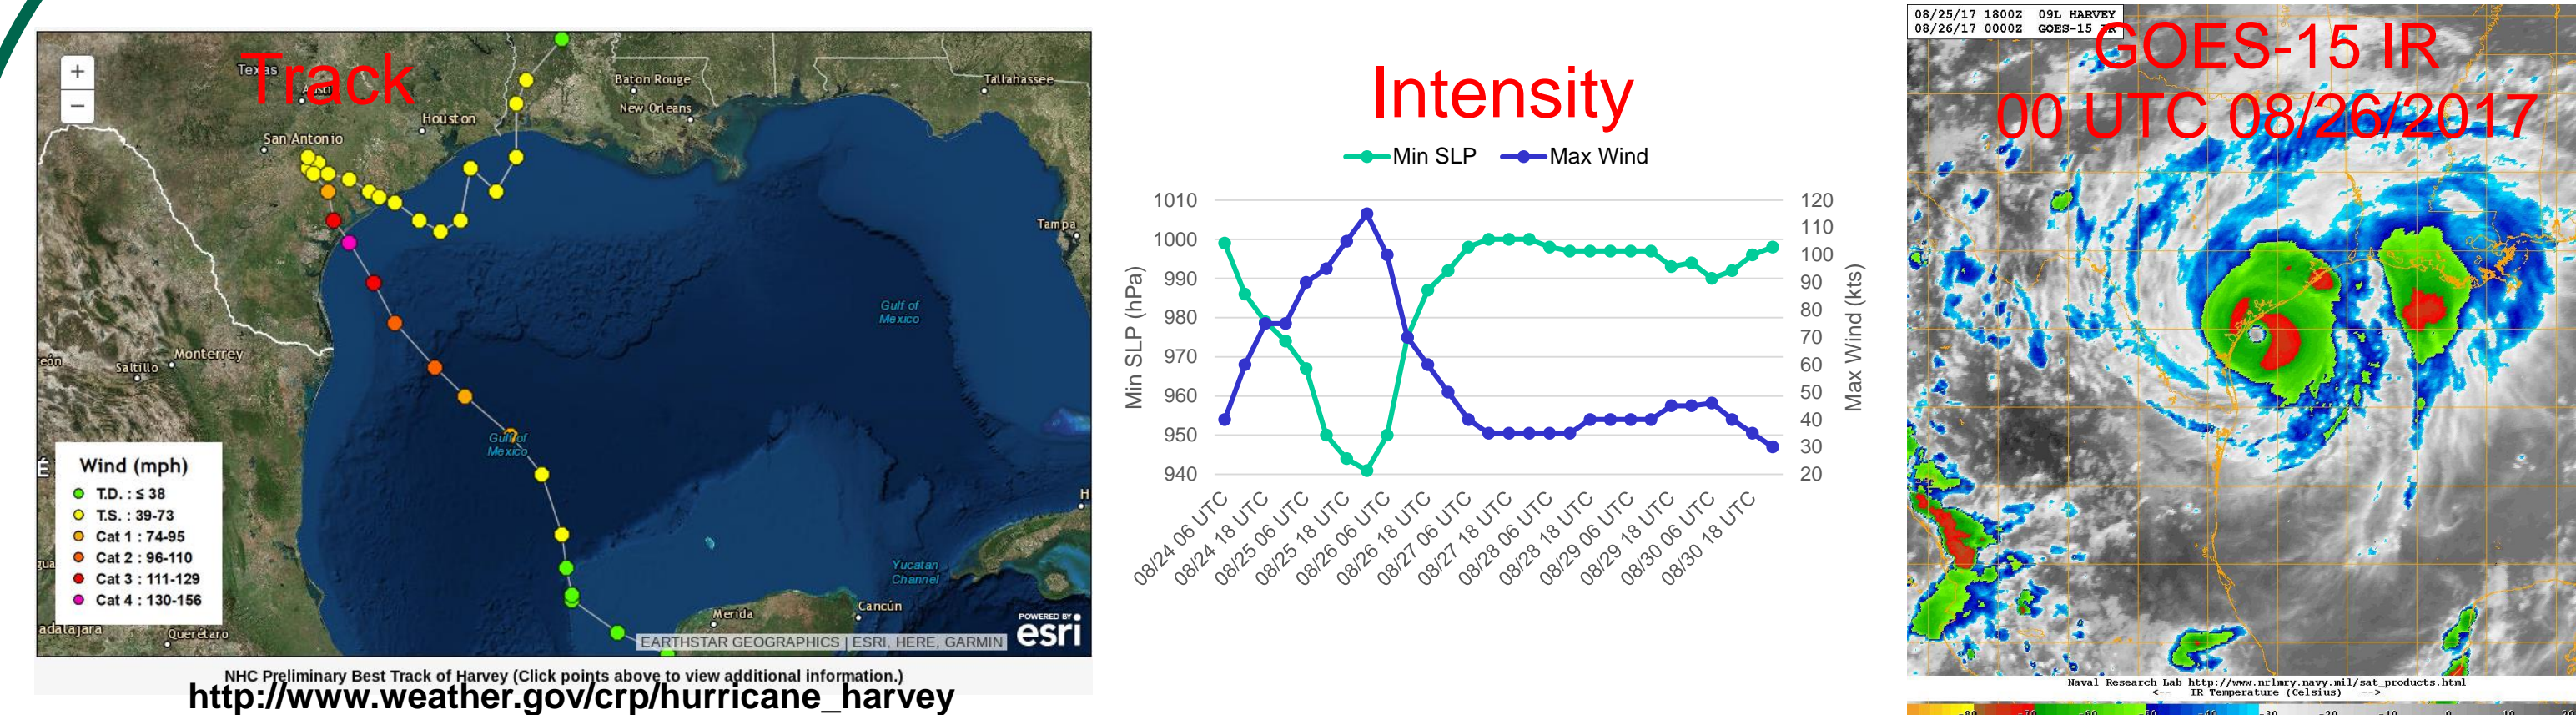 Track
+
−
Texas
Baton Rouge
Tallahassee
New Orleans
Houston
San Antonio
Tampa
Gulf of
Mexico
Monterrey
Saltillo
Gulf of
Mexico
Wind (mph)
T.D. : ≤ 38
T.S. : 39-73
Cat 1 : 74-95
Cat 2 : 96-110
Cat 3 : 111-129
Cat 4 : 130-156
Yucatan
Channel
Cancún
Merida
Querétaro
POWERED BY
esri
EARTHSTAR GEOGRAPHICS | ESRI, HERE, GARMIN
NHC Preliminary Best Track of Harvey (Click points above to view additional information.)
http://www.weather.gov/crp/hurricane_harvey
Intensity
Min SLP Max Wind
1010
1000
990
980
970
960
950
940
Min SLP (hPa)
120
110
100
90
80
70
60
50
40
30
20
Max Wind (kts)
08/24 06 UTC
08/24 18 UTC
08/25 06 UTC
08/25 18 UTC
08/26 06 UTC
08/26 18 UTC
08/27 06 UTC
08/27 18 UTC
08/28 06 UTC
08/28 18 UTC
08/29 06 UTC
08/29 18 UTC
08/30 06 UTC
08/30 18 UTC
08/25/17 1800Z 09L HARVEY
08/26/17 0000Z GOES-15 IR
GOES-15 IR
00 UTC 08/26/2017
Naval Research Lab http://www.nrlmry.navy.mil/sat_products.html
<-- IR Temperature (Celsius) -->